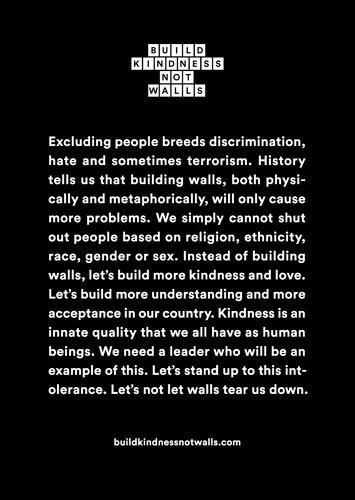 BUILD
KINDNESS
NOT
WALLS
Excluding people breeds discrimination,
hate and sometimes terrorism. History
tells us that building walls, both physi-
cally and metaphorically, will only cause
more problems. We simply cannot shut
out people based on religion, ethnicity,
race, gender or sex. Instead of building
walls, let's build more kindness and love.
Let's build more understanding and more
acceptance in our country. Kindness is an
innate quality that we all have as human
beings. We need a leader who will be an
example of this. Let's stand up to this int-
olerance. Let's not let walls tear us down.
buildkindnessnotwalls.com